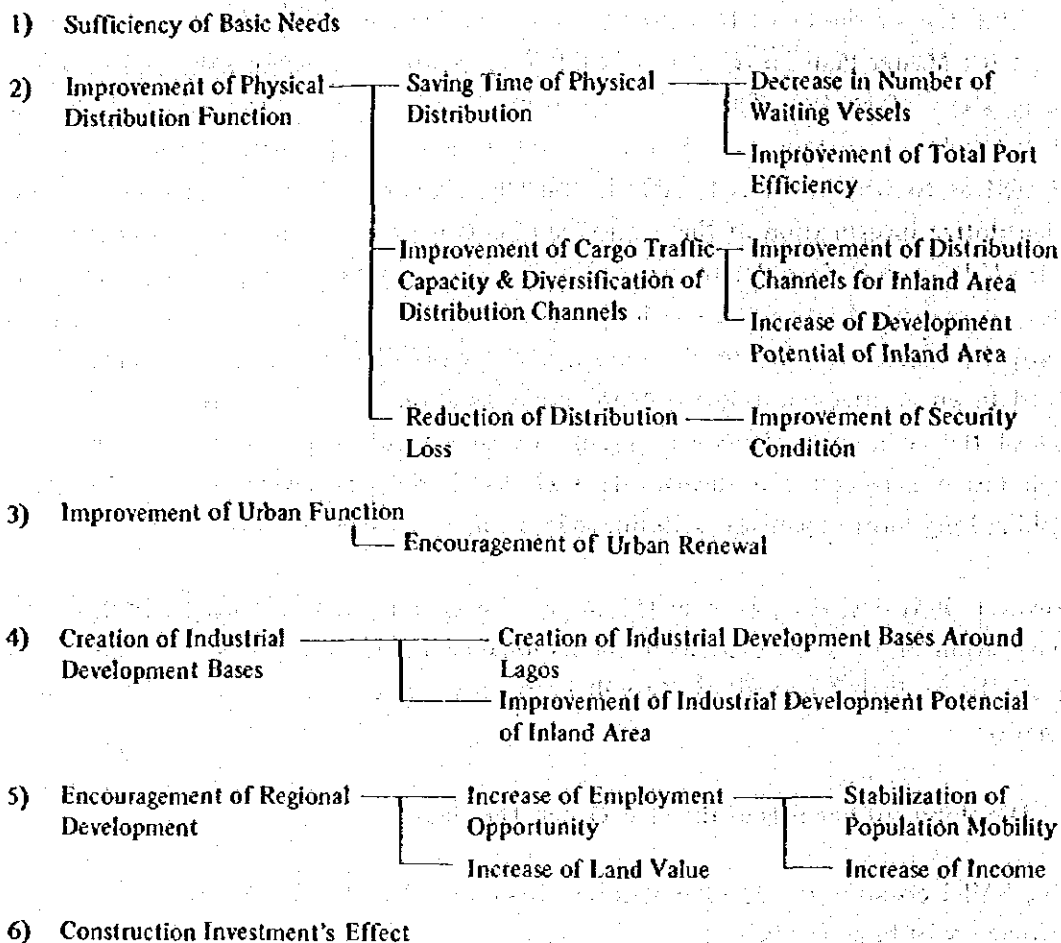 1) Sufficiency of Basic Needs
2) Improvement of Physical Distribution Function
Saving Time of Physical Distribution
Decrease in Number of Waiting Vessels
Improvement of Total Port Efficiency
Improvement of Cargo Traffic Capacity & Diversification of Distribution Channels
Improvement of Distribution Channels for Inland Area
Increase of Development Potential of Inland Area
Reduction of Distribution Loss
Improvement of Security Condition
3) Improvement of Urban Function
Encouragement of Urban Renewal
4) Creation of Industrial Development Bases
Creation of Industrial Development Bases Around Lagos
Improvement of Industrial Development Potencial of Inland Area
5) Encouragement of Regional Development
Increase of Employment Opportunity
Stabilization of Population Mobility
Increase of Income
Increase of Land Value
6) Construction Investment's Effect